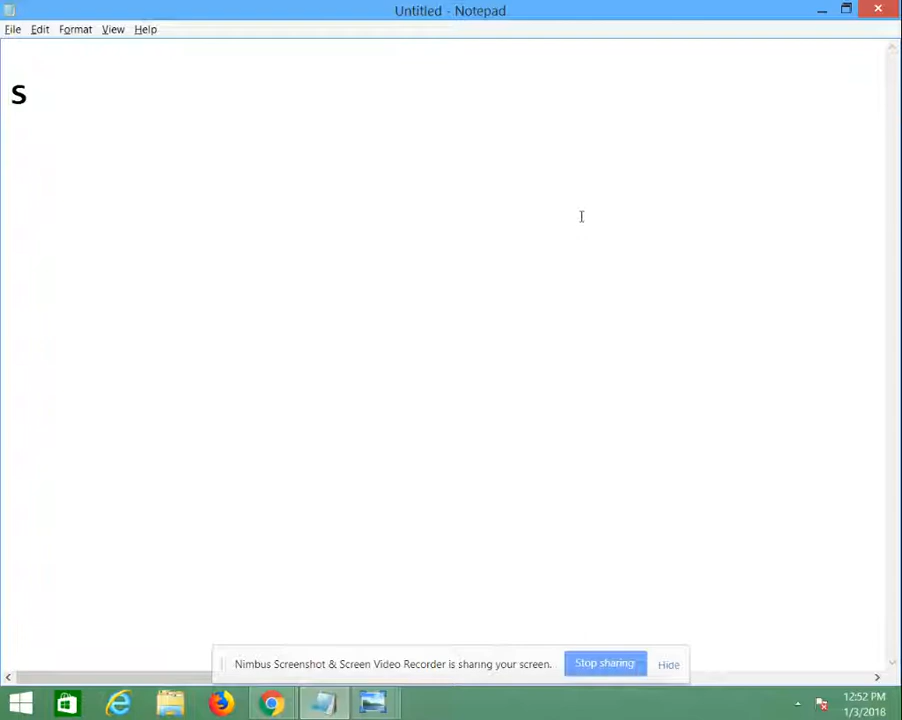 Untitled - Notepad
File Edit Format View Help
S
Nimbus Screenshot & Screen Video Recorder is sharing your screen. Stop sharing Hide
12:52 PM
1/3/2018